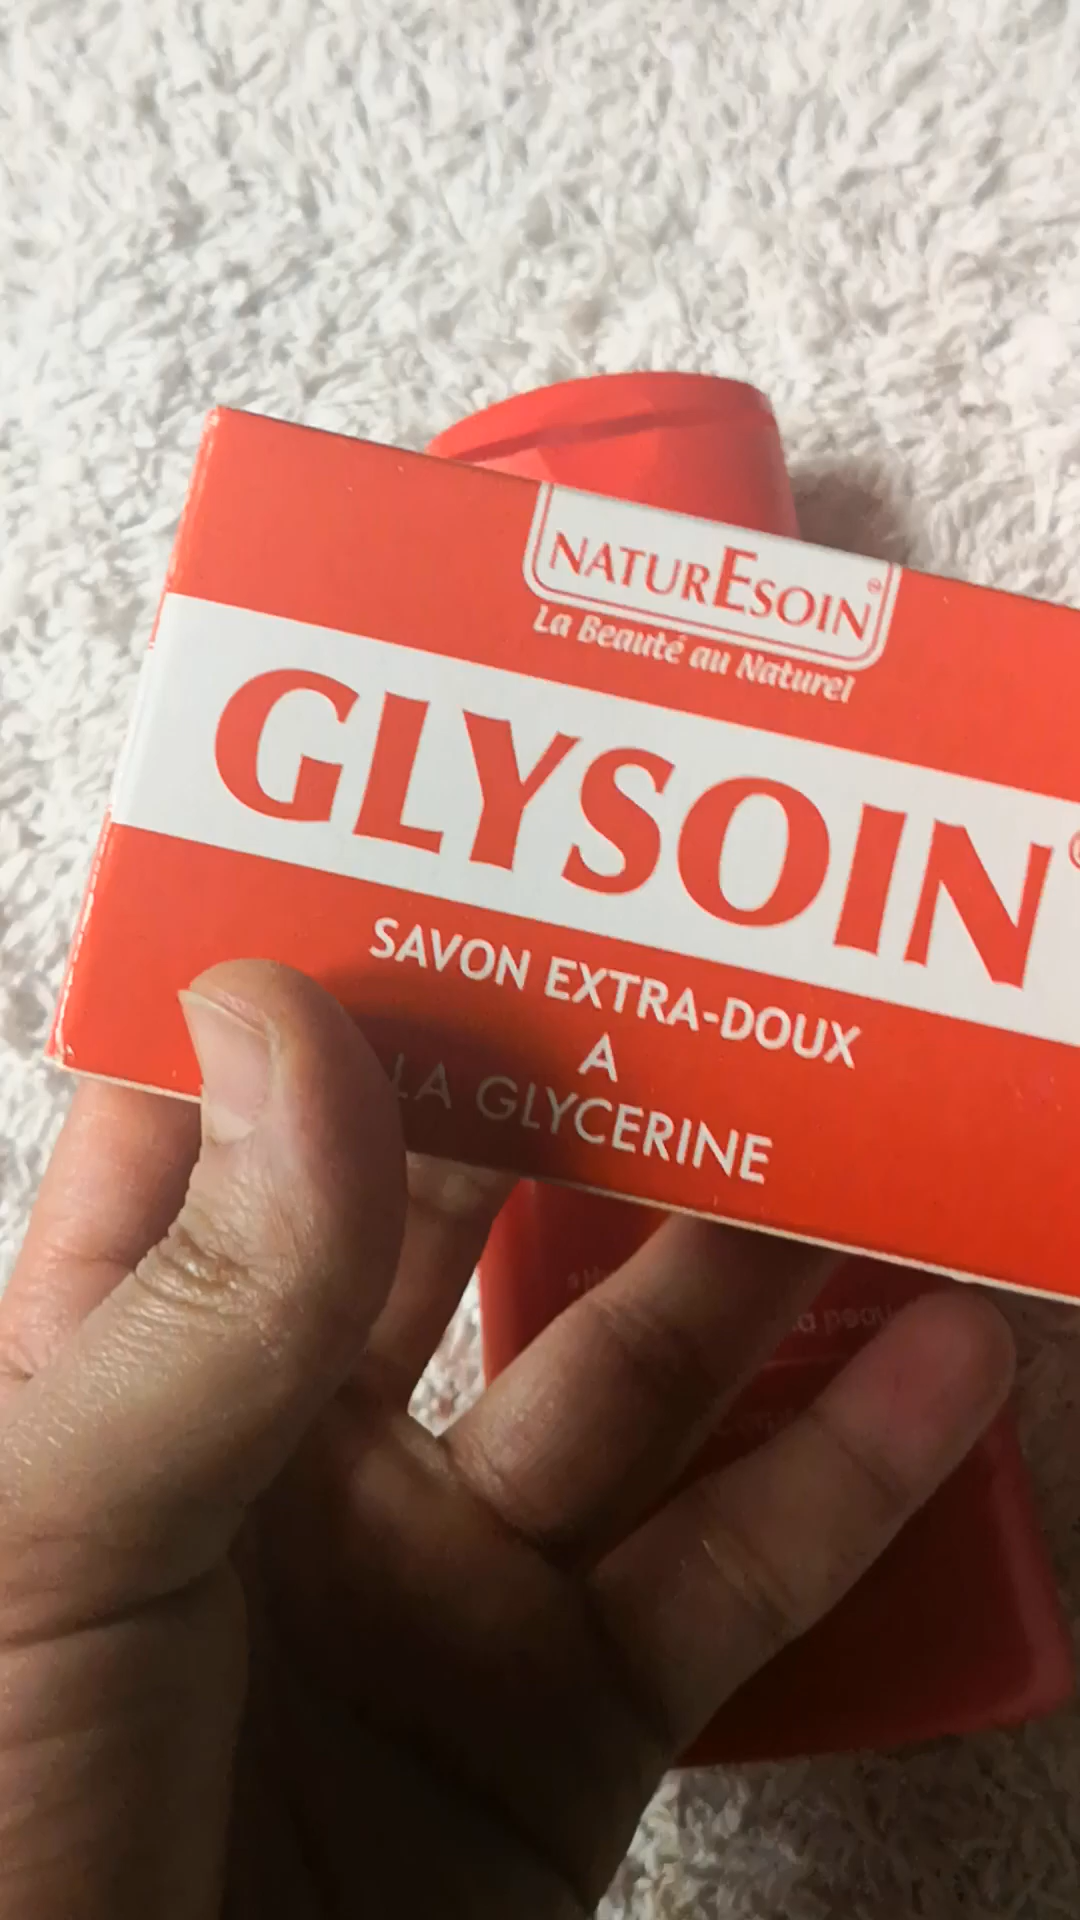 NATURESOIN®
La Beauté au Naturel
GLYSOIN®
SAVON EXTRA-DOUX
A
LA GLYCERINE